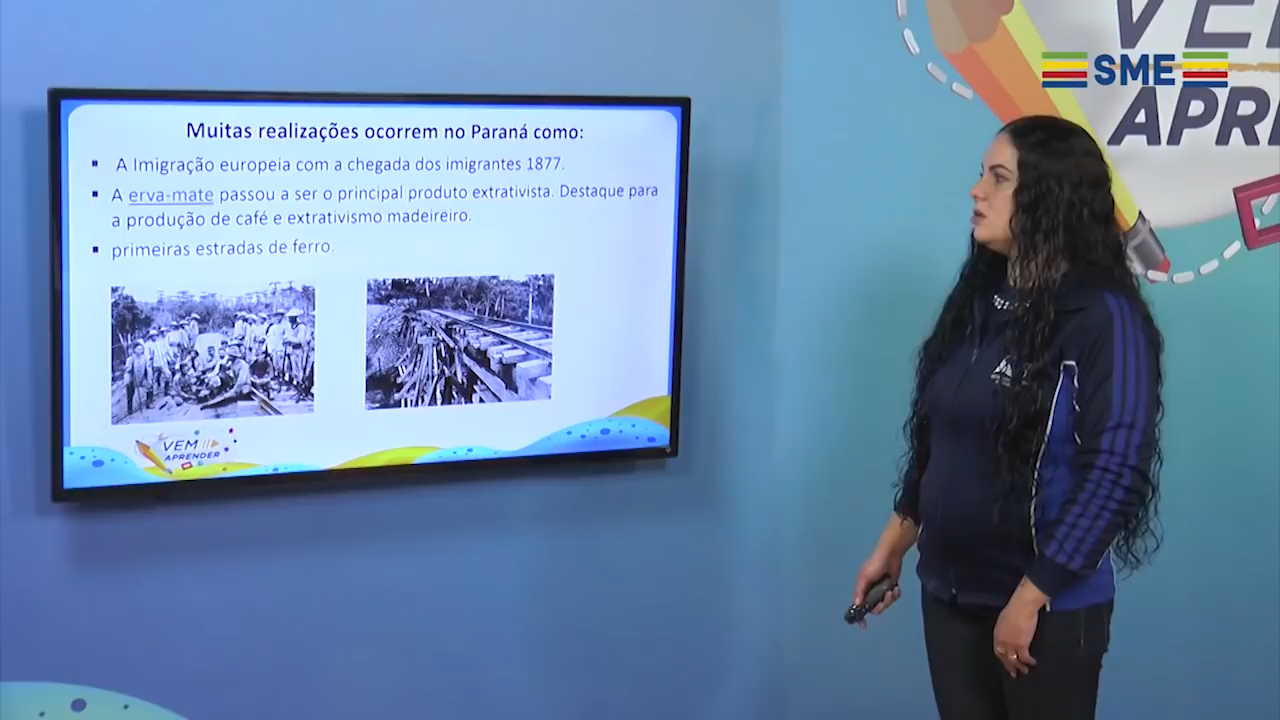 SME
VEM
APRE
Muitas realizações ocorrem no Paraná como:
▪ A Imigração europeia com a chegada dos imigrantes 1877.
▪ A erva-mate passou a ser o principal produto extrativista. Destaque para
a produção de café e extrativismo madeireiro.
▪ primeiras estradas de ferro.
VEM
APRENDER